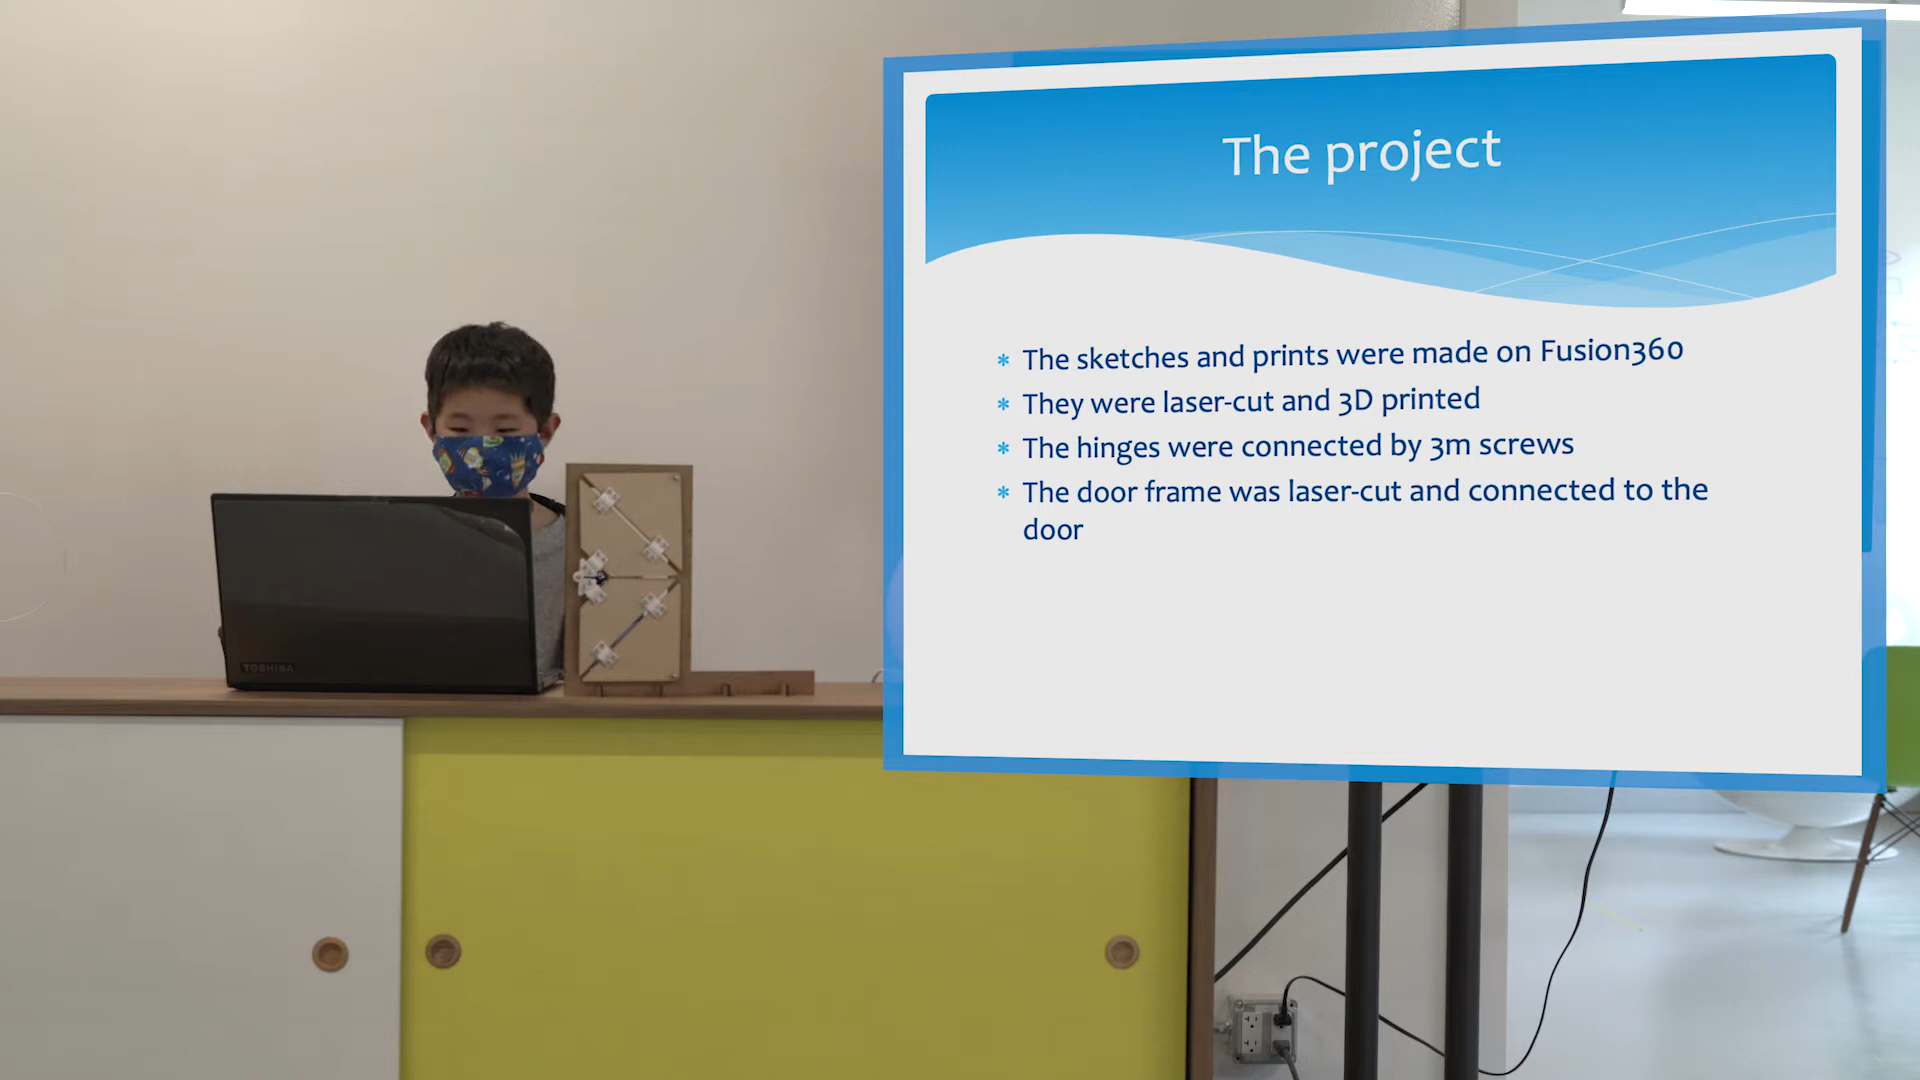 The project
* The sketches and prints were made on Fusion360
* They were laser-cut and 3D printed
* The hinges were connected by 3m screws
* The door frame was laser-cut and connected to the
door
TOSHIBA